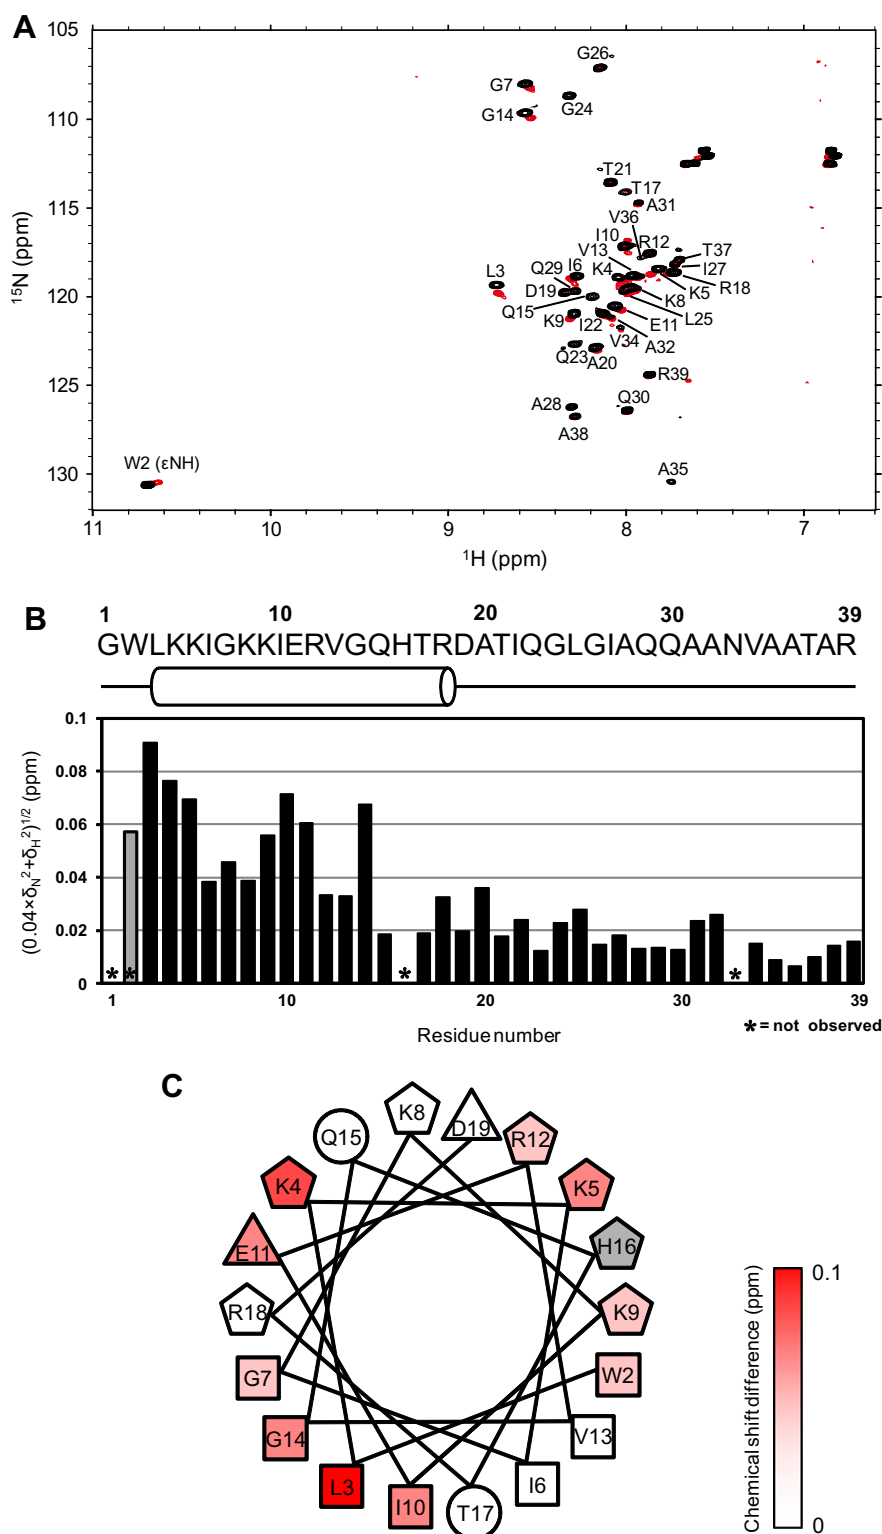 A
105
110
115
120
125
130
¹⁵N (ppm)
G26
G7
G24
G14
T21
T17
A31
V36
I10
R12
V13
T37
I6
K4
Q29
I27
L3
D19
R18
K5
K8
Q15
L25
K9
I22
E11
V34
A32
Q23
A20
R39
A28
Q30
A38
W2 (εNH)
A35
11 10 9 8 7
¹H (ppm)
B
1 10 20 30 39
GWLKKIGKKIERVGQHTRDATIQGLGIAQQAANVAATAR
0.1
0.08
0.06
0.04
0.02
0
(0.04×δN²+δH²)¹/² (ppm)
* * * *
1 10 20 30 39
Residue number
* = not observed
C
K8
D19
Q15
R12
K4
K5
E11
H16
R18
K9
G7
W2
G14
V13
L3
I6
I10
T17
Chemical shift difference (ppm)
0.1
0